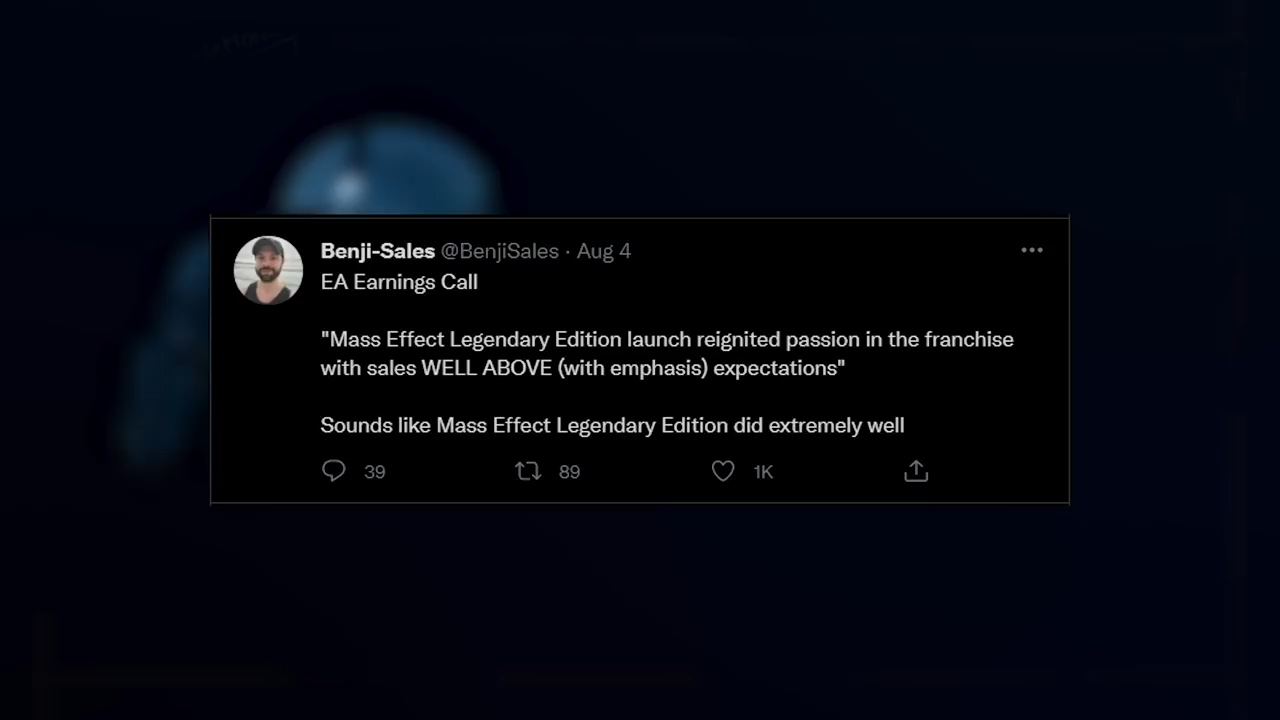 Benji-Sales @BenjiSales · Aug 4
EA Earnings Call
"Mass Effect Legendary Edition launch reignited passion in the franchise
with sales WELL ABOVE (with emphasis) expectations"
Sounds like Mass Effect Legendary Edition did extremely well
39 89 1K